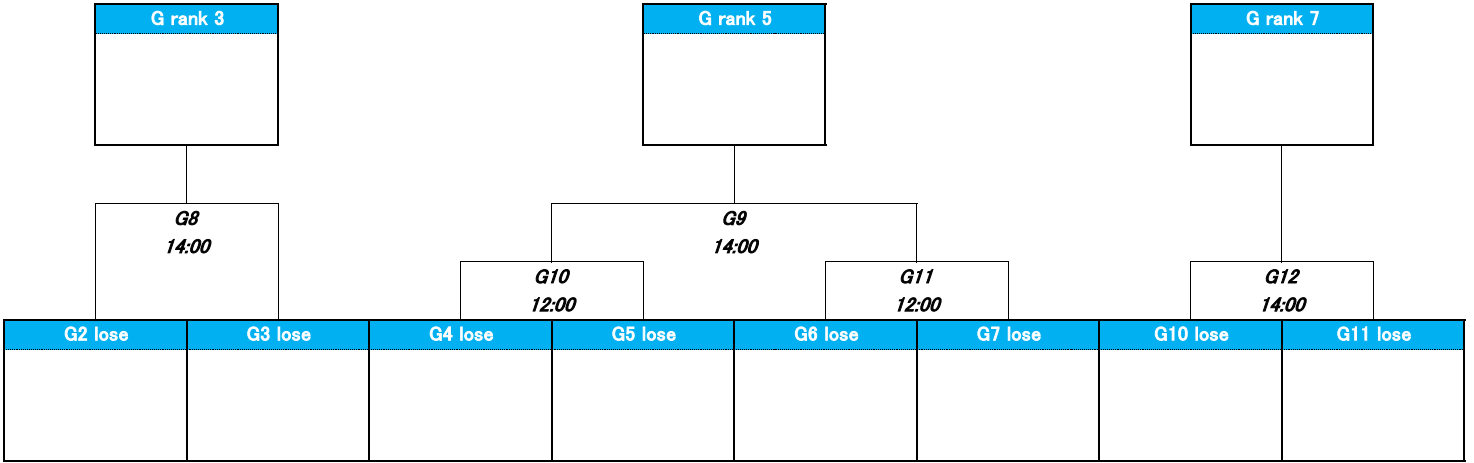 G rank 3
G rank 5
G rank 7
G8
14:00
G9
14:00
G10
12:00
G11
12:00
G12
14:00
G2 lose
G3 lose
G4 lose
G5 lose
G6 lose
G7 lose
G10 lose
G11 lose